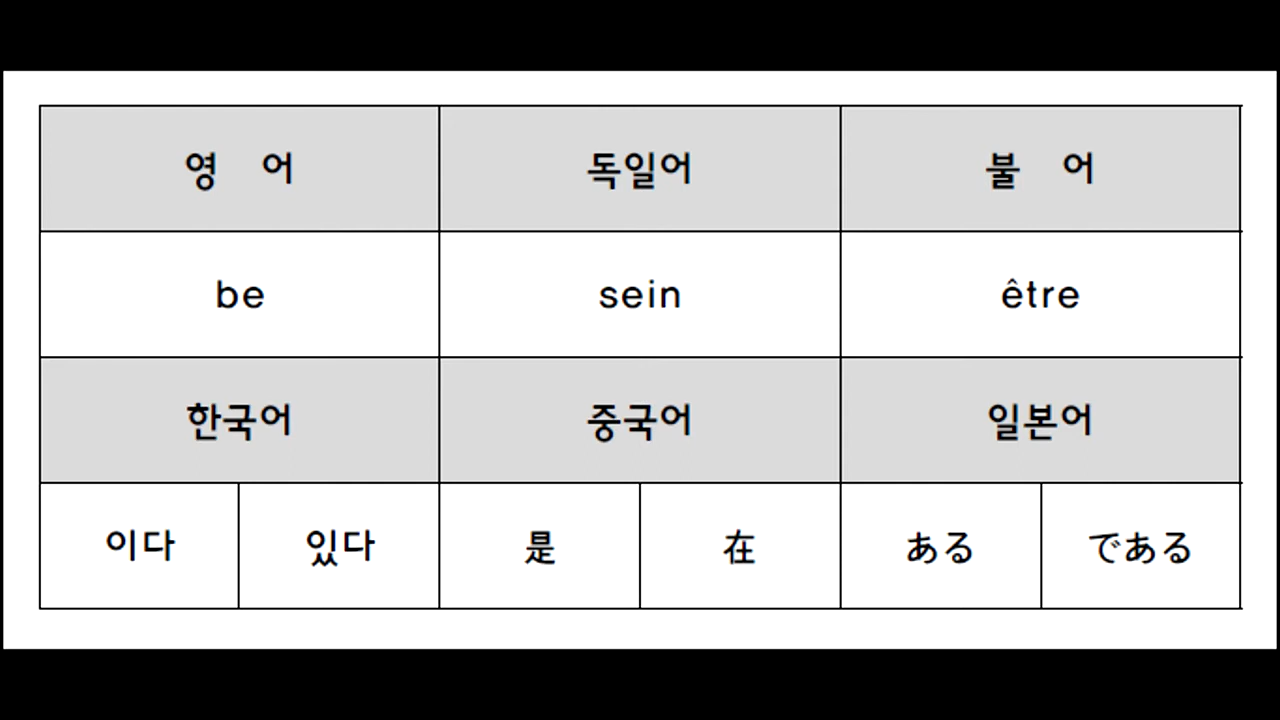 영 어 독일어 불 어
be sein être
한국어 중국어 일본어
이다 있다 是 在 ある である